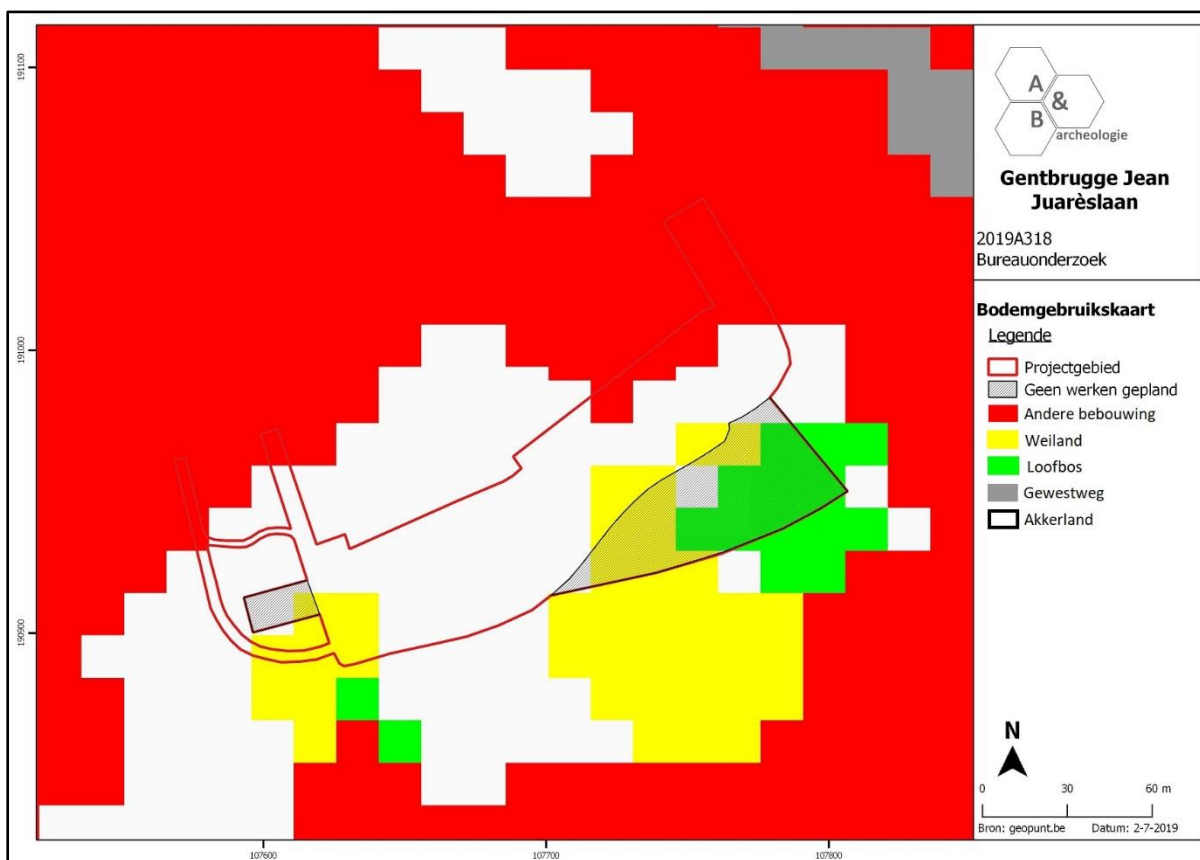 A
&
B
archeologie
Gentbrugge Jean
Juarèslaan
2019A318
Bureauonderzoek
Bodemgebruikskaart
Legende
Projectgebied
Geen werken gepland
Andere bebouwing
Weiland
Loofbos
Gewestweg
Akkerland
N
0 30 60 m
Bron: geopunt.be Datum: 2-7-2019
191100
191000
190900
107600 107700 107800